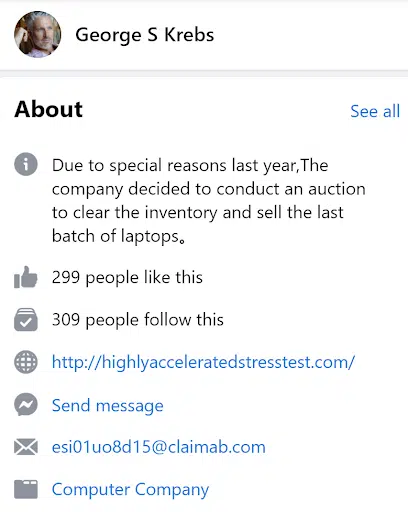 George S Krebs
About
See all
Due to special reasons last year,The
company decided to conduct an auction
to clear the inventory and sell the last
batch of laptops。
299 people like this
309 people follow this
http://highlyacceleratedstresstest.com/
Send message
esi01uo8d15@claimab.com
Computer Company